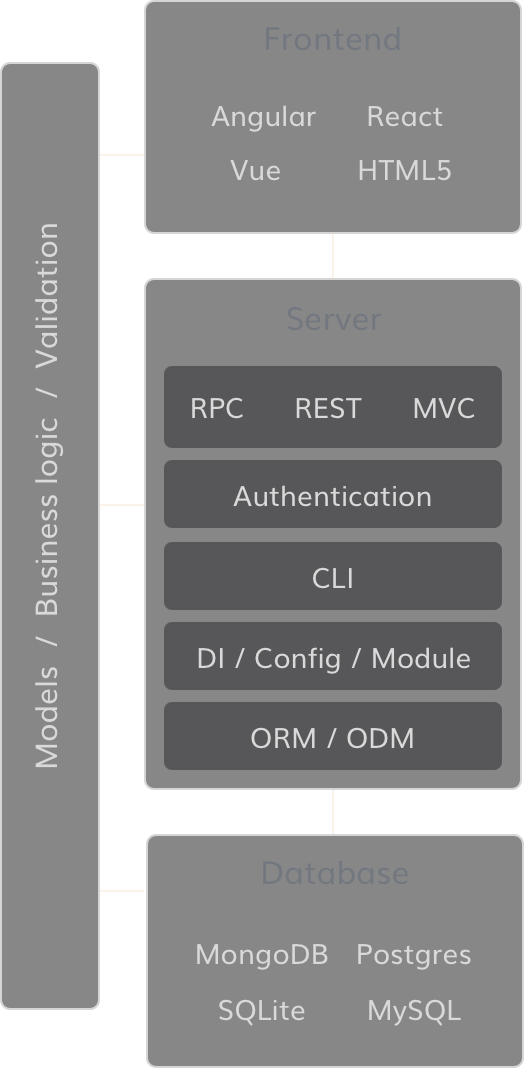 Models / Business logic / Validation
Frontend
Angular React
Vue HTML5
Server
RPC REST MVC
Authentication
CLI
DI / Config / Module
ORM / ODM
Database
MongoDB Postgres
SQLite MySQL